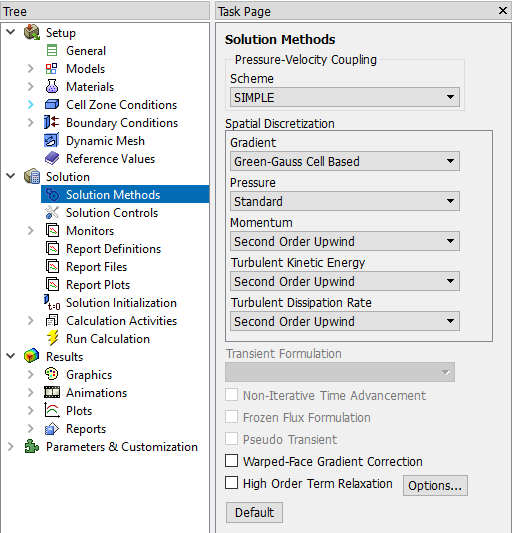 Tree
Setup
General
Models
Materials
Cell Zone Conditions
Boundary Conditions
Dynamic Mesh
Reference Values
Solution
Solution Methods
Solution Controls
Monitors
Report Definitions
Report Files
Report Plots
t=0 Solution Initialization
Calculation Activities
Run Calculation
Results
Graphics
Animations
Plots
Reports
Parameters & Customization
Task Page
Solution Methods
Pressure-Velocity Coupling
Scheme
SIMPLE
Spatial Discretization
Gradient
Green-Gauss Cell Based
Pressure
Standard
Momentum
Second Order Upwind
Turbulent Kinetic Energy
Second Order Upwind
Turbulent Dissipation Rate
Second Order Upwind
Transient Formulation
Non-Iterative Time Advancement
Frozen Flux Formulation
Pseudo Transient
Warped-Face Gradient Correction
High Order Term Relaxation Options...
Default